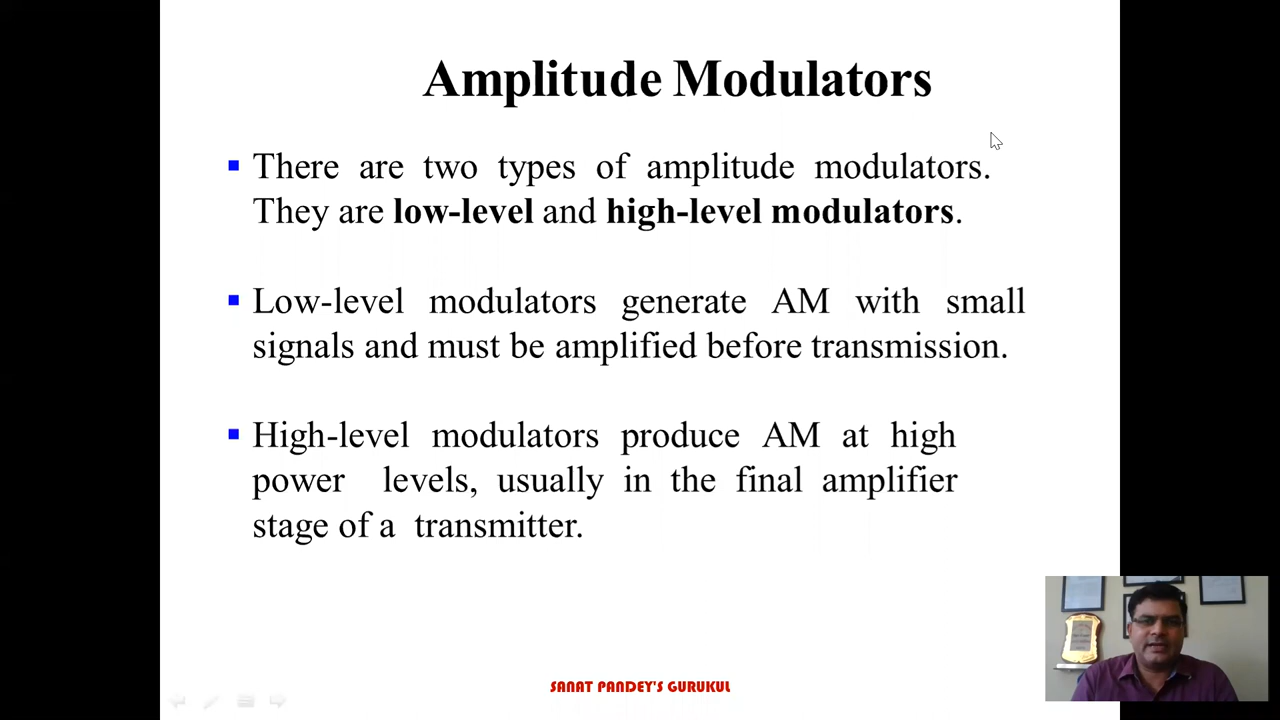 Amplitude Modulators
There are two types of amplitude modulators.
They are low-level and high-level modulators.
Low-level modulators generate AM with small
signals and must be amplified before transmission.
High-level modulators produce AM at high
power levels, usually in the final amplifier
stage of a transmitter.
SANAT PANDEY'S GURUKUL